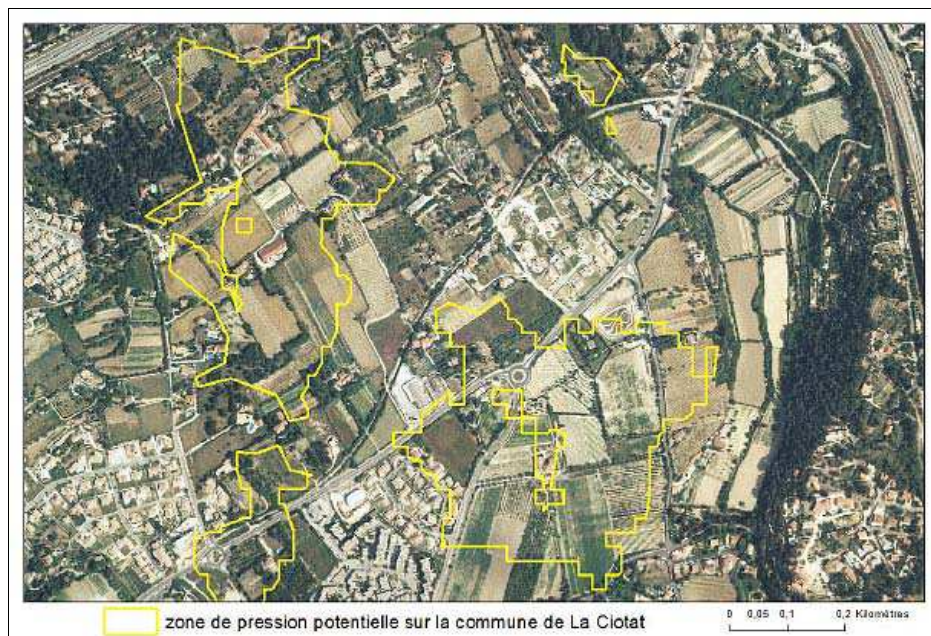 zone de pression potentielle sur la commune de La Ciotat
0 0,05 0,1 0,2 Kilomètres